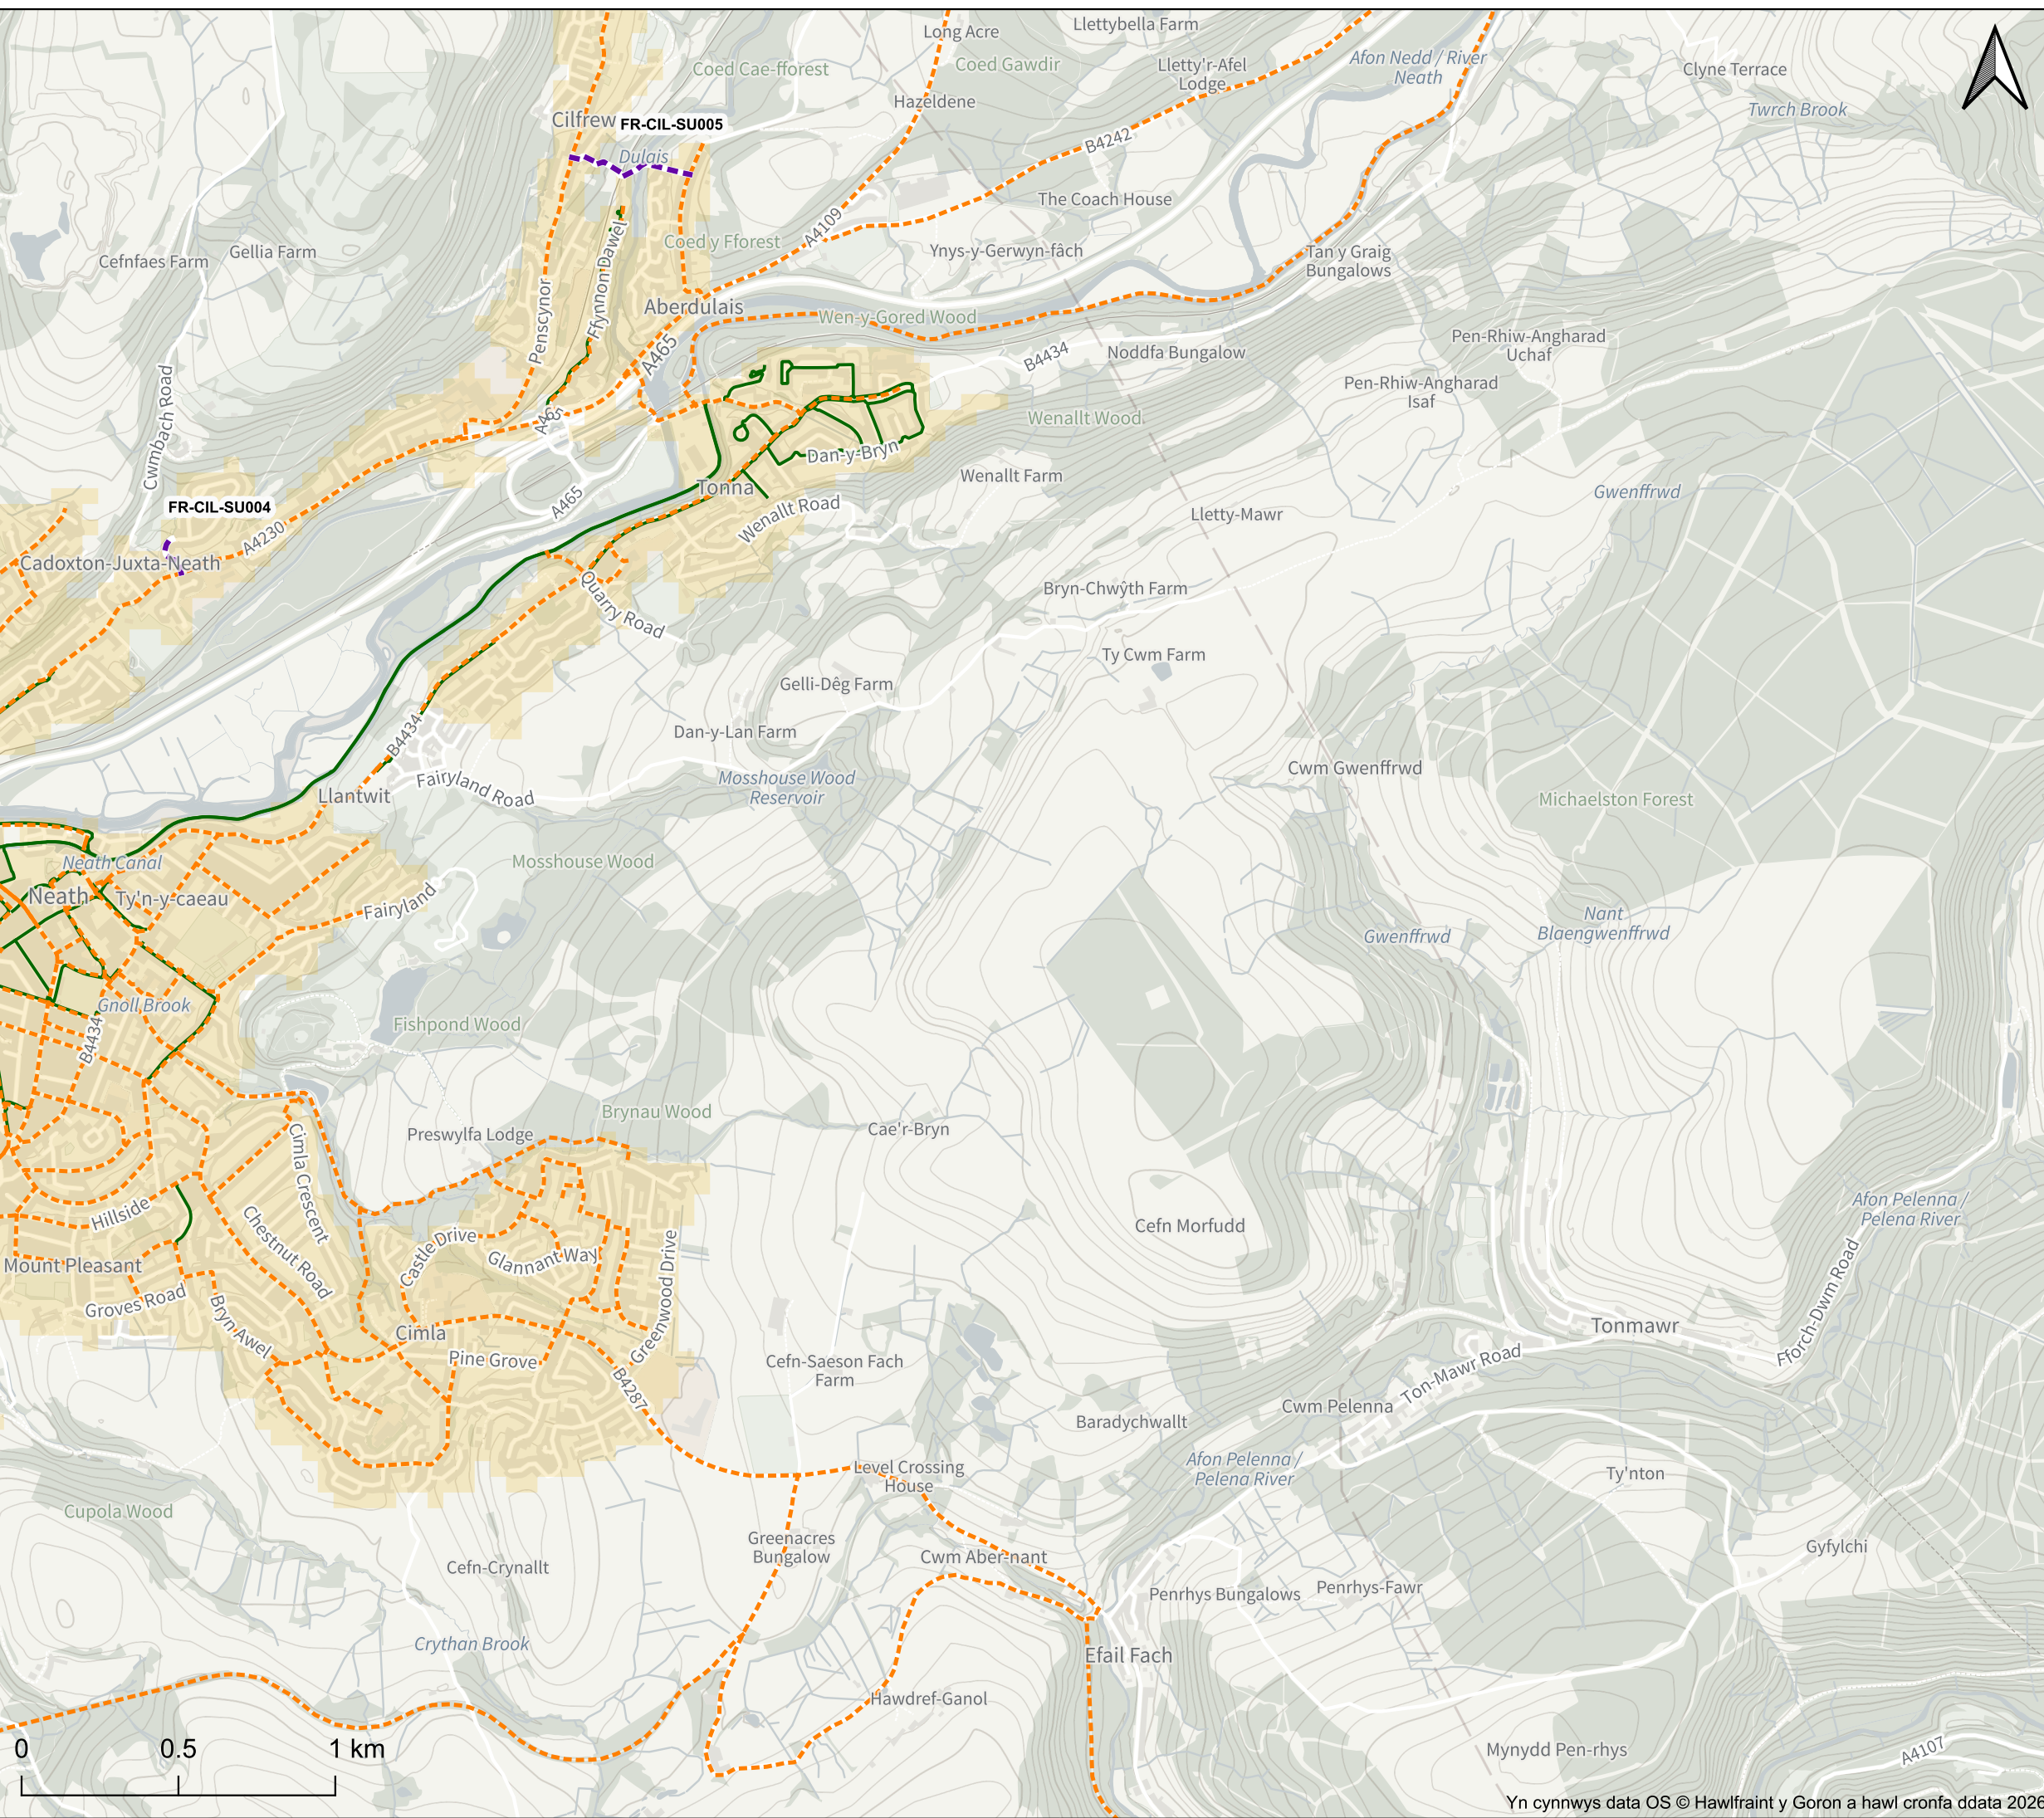 Long Acre
Llettybella Farm
Coed Cae-fforest
Coed Gawdir
Lletty'r-Afel
Lodge
Afon Nedd / River
Neath
Clyne Terrace
Twrch Brook
Hazeldene
Cilfrew
FR-CIL-SU005
Dulais
B4242
The Coach House
Cefnfaes Farm
Gellia Farm
Coed y Fforest
A4109
Ynys-y-Gerwyn-fâch
Tan y Graig
Bungalows
Penscynor
Ffynnon Dawel
Aberdulais
Wen-y-Gored Wood
A465
B4434
Noddfa Bungalow
Pen-Rhiw-Angharad
Uchaf
Pen-Rhiw-Angharad
Isaf
Cwmbach Road
A465
Wenallt Wood
Dan-y-Bryn
Wenallt Farm
Tonna
A465
Wenallt Road
Gwenffrwd
Lletty-Mawr
FR-CIL-SU004
A4230
Cadoxton-Juxta-Neath
Quarry Road
Bryn-Chwŷth Farm
Ty Cwm Farm
Gelli-Dêg Farm
B4434
Dan-y-Lan Farm
Fairyland Road
Llantwit
Mosshouse Wood
Reservoir
Cwm Gwenffrwd
Michaelston Forest
Neath Canal
Mosshouse Wood
Neath
Ty'n-y-caeau
Fairyland
Gwenffrwd
Nant
Blaengwenffrwd
Gnoll Brook
B4434
Fishpond Wood
Brynau Wood
Preswylfa Lodge
Cae'r-Bryn
Cimla Crescent
Hillside
Chestnut Road
Castle Drive
Glannant Way
Greenwood Drive
Cefn Morfudd
Afon Pelenna /
Pelena River
Mount Pleasant
Groves Road
Bryn Awel
Cimla
Pine Grove
B4287
Cefn-Saeson Fach
Farm
Tonmawr
Fforch-Dwm Road
Ton-Mawr Road
Cwm Pelenna
Baradychwallt
Level Crossing
House
Afon Pelenna /
Pelena River
Ty'nton
Cupola Wood
Greenacres
Bungalow
Cefn-Crynallt
Cwm Aber-nant
Gyfylchi
Penrhys Bungalows
Penrhys-Fawr
Crythan Brook
Efail Fach
Hawdref-Ganol
Mynydd Pen-rhys
A4107
0 0.5 1 km
Yn cynnwys data OS © Hawlfraint y Goron a hawl cronfa ddata 2026